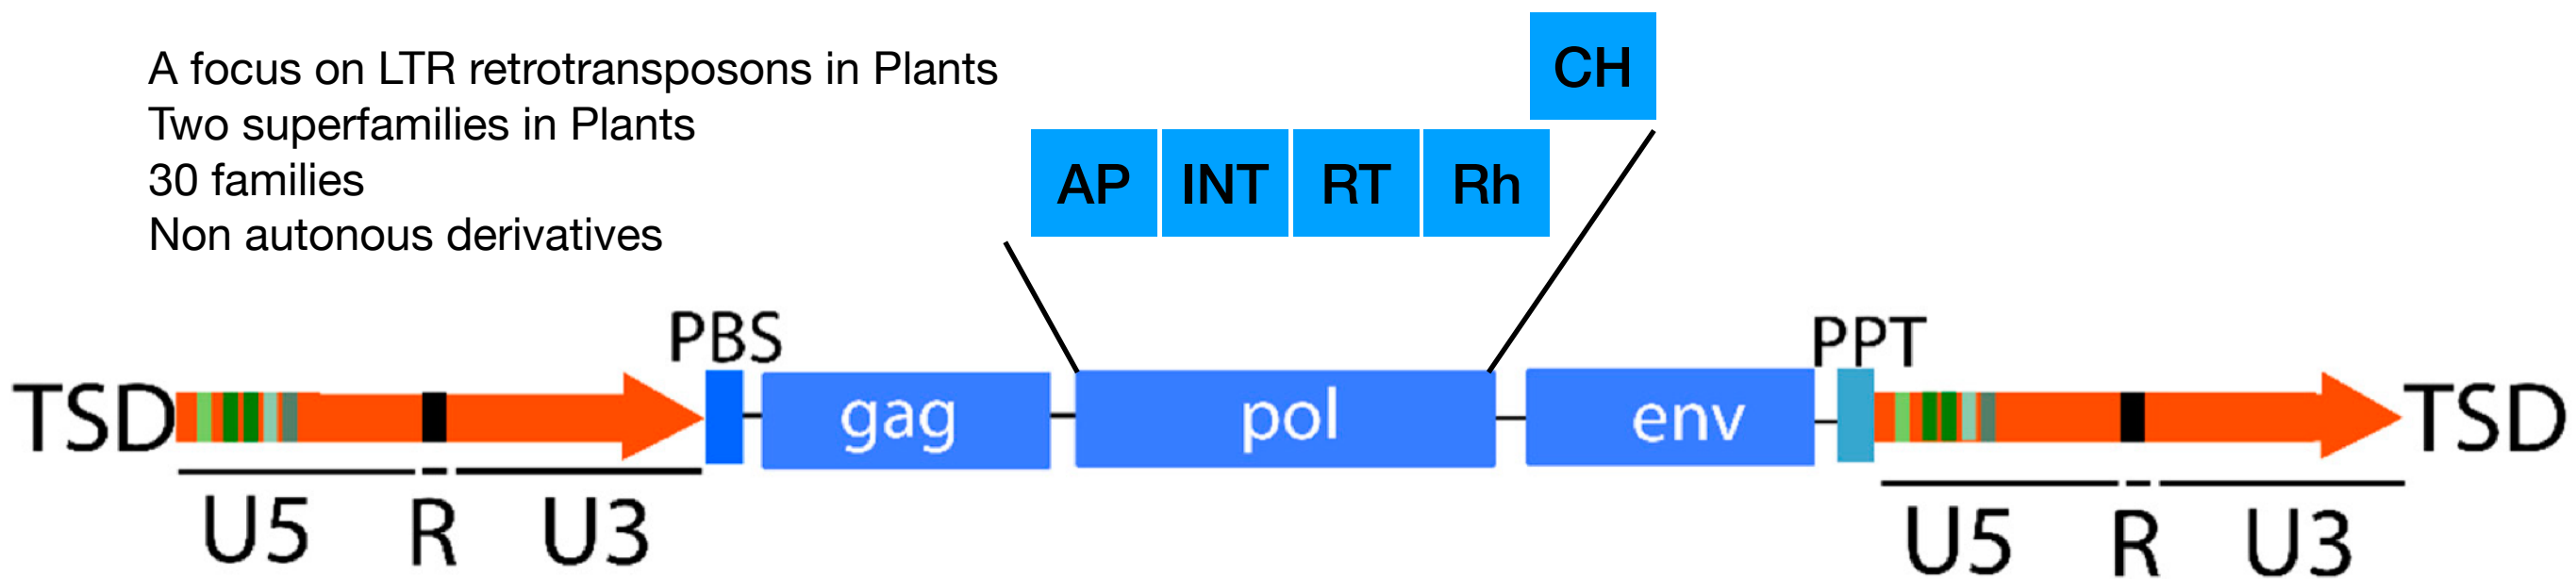 A focus on LTR retrotransposons in Plants
Two superfamilies in Plants
30 families
Non autonous derivatives
CH
AP INT RT Rh
PBS
PPT
TSD gag pol env TSD
U5 R U3 U5 R U3